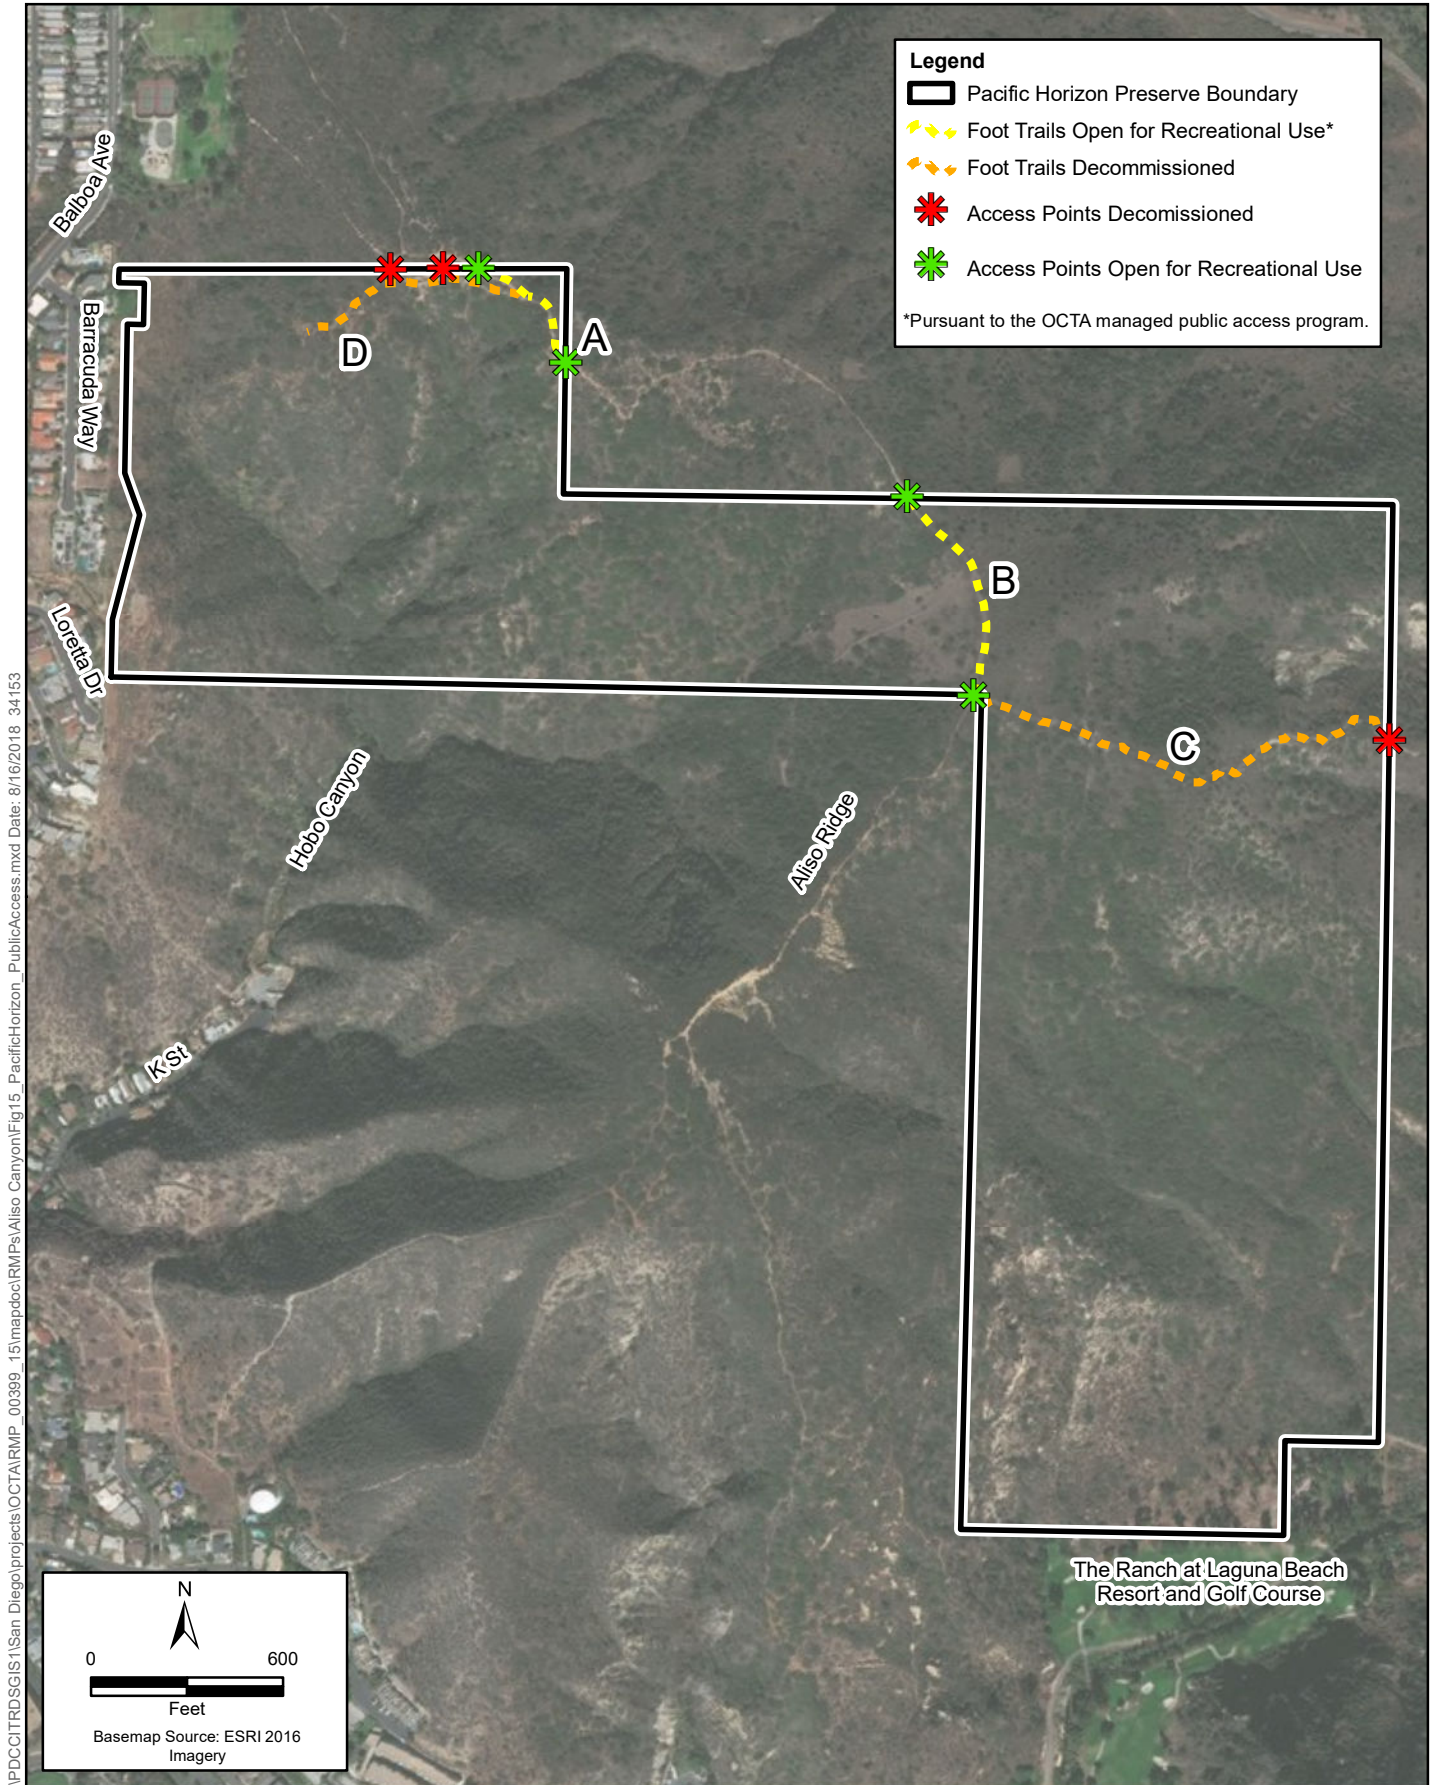 Legend
Pacific Horizon Preserve Boundary
Foot Trails Open for Recreational Use*
Foot Trails Decommissioned
Access Points Decomissioned
Access Points Open for Recreational Use
*Pursuant to the OCTA managed public access program.
Balboa Ave
Barracuda Way
A
D
B
Loretta Dr
C
Hobo Canyon
Aliso Ridge
K St
The Ranch at Laguna Beach
Resort and Golf Course
N
0 600
Feet
Basemap Source: ESRI 2016
Imagery
\PDCCITRDSGIS1\San Diego\projects\OCTA\RMP_00399_15\mapdoc\RMPs\Aliso Canyon\Fig15_PacificHorizon_PublicAccess.mxd Date: 8/16/2018 34153